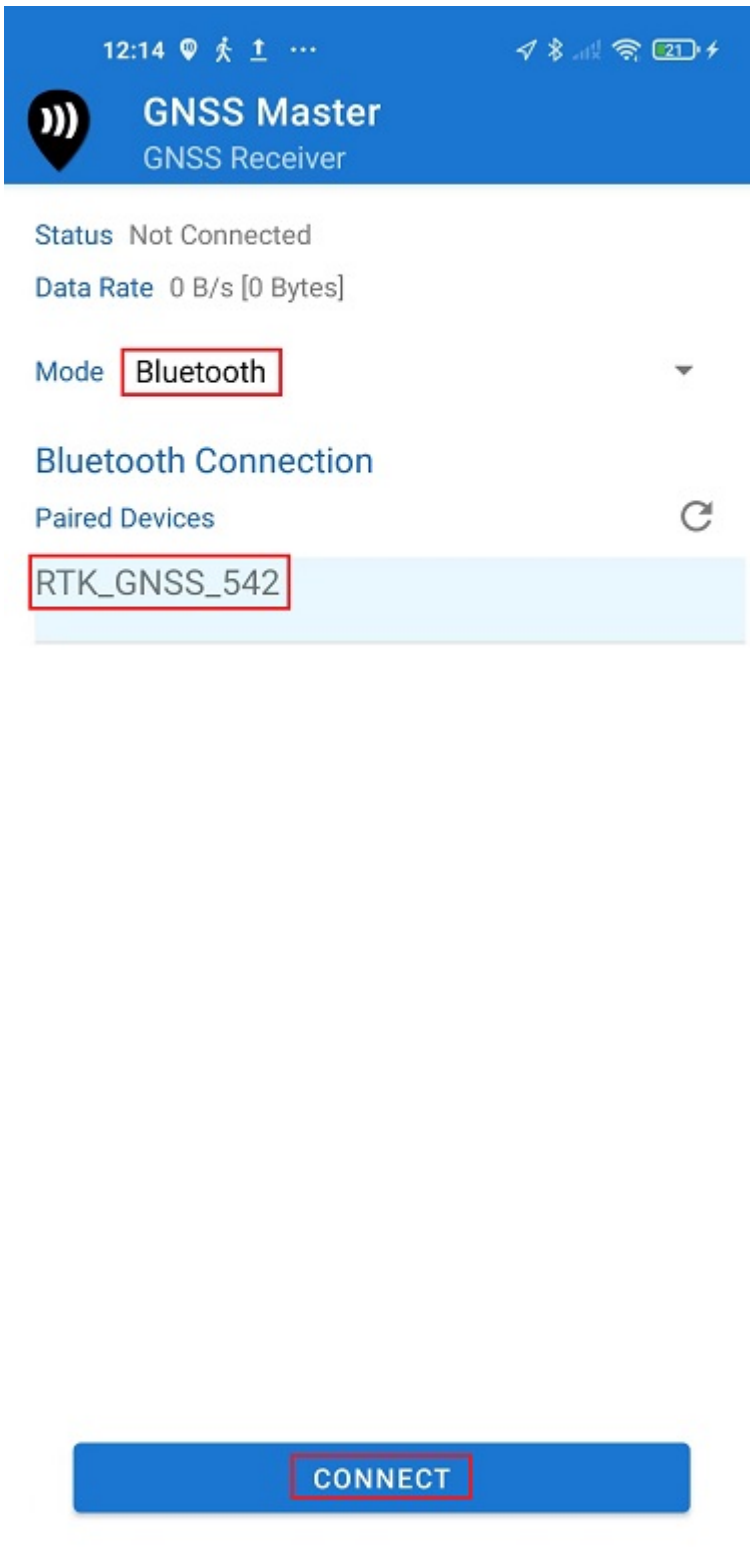 12:14 ... 21
GNSS Master
GNSS Receiver
Status Not Connected
Data Rate 0 B/s [0 Bytes]
Mode Bluetooth
Bluetooth Connection
Paired Devices
RTK_GNSS_542
CONNECT